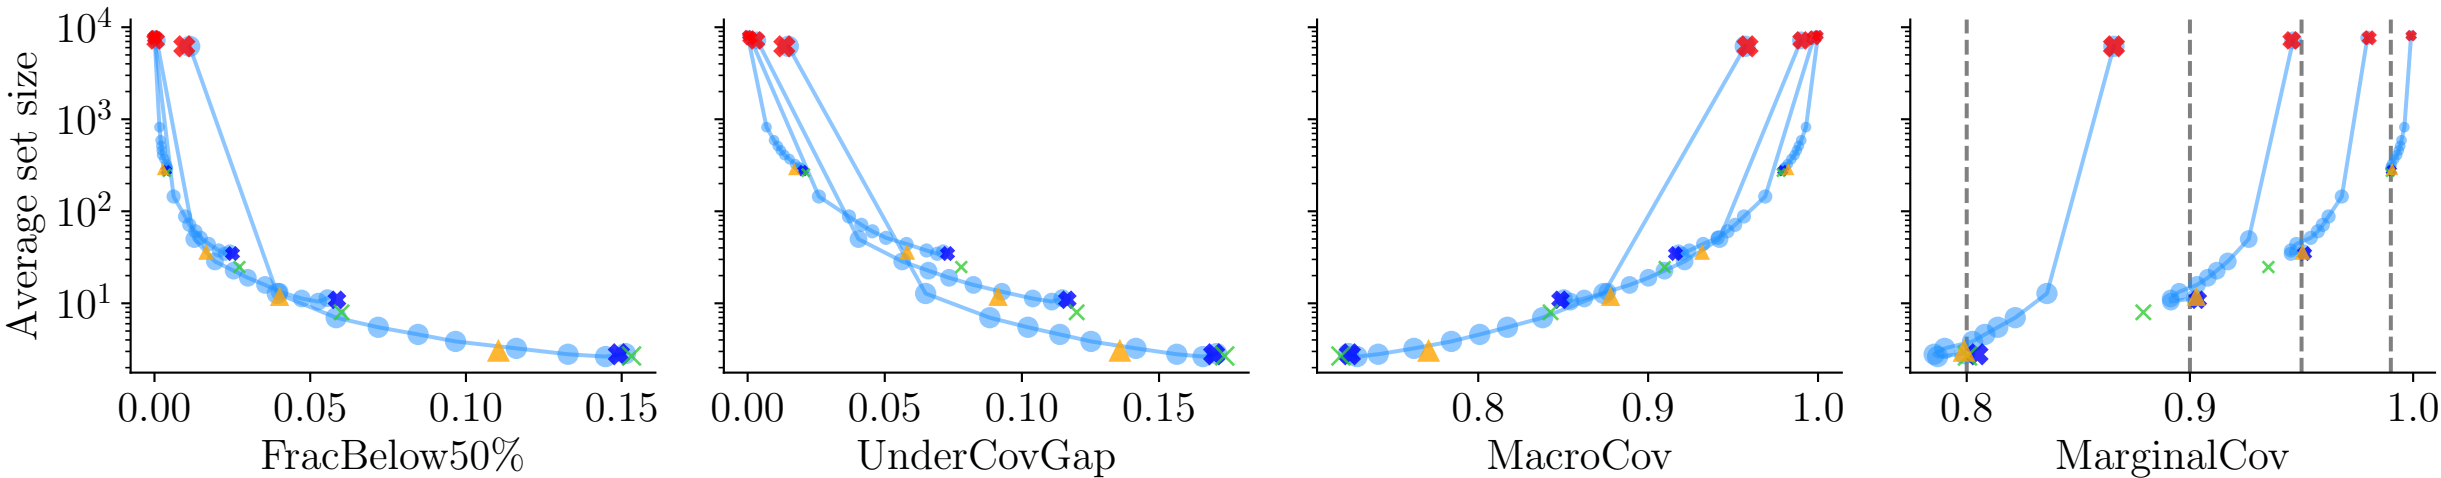 Average set size
10^4
10^3
10^2
10^1
0.00 0.05 0.10 0.15
FracBelow50%
0.00 0.05 0.10 0.15
UnderCovGap
0.8 0.9 1.0
MacroCov
0.8 0.9 1.0
MarginalCov